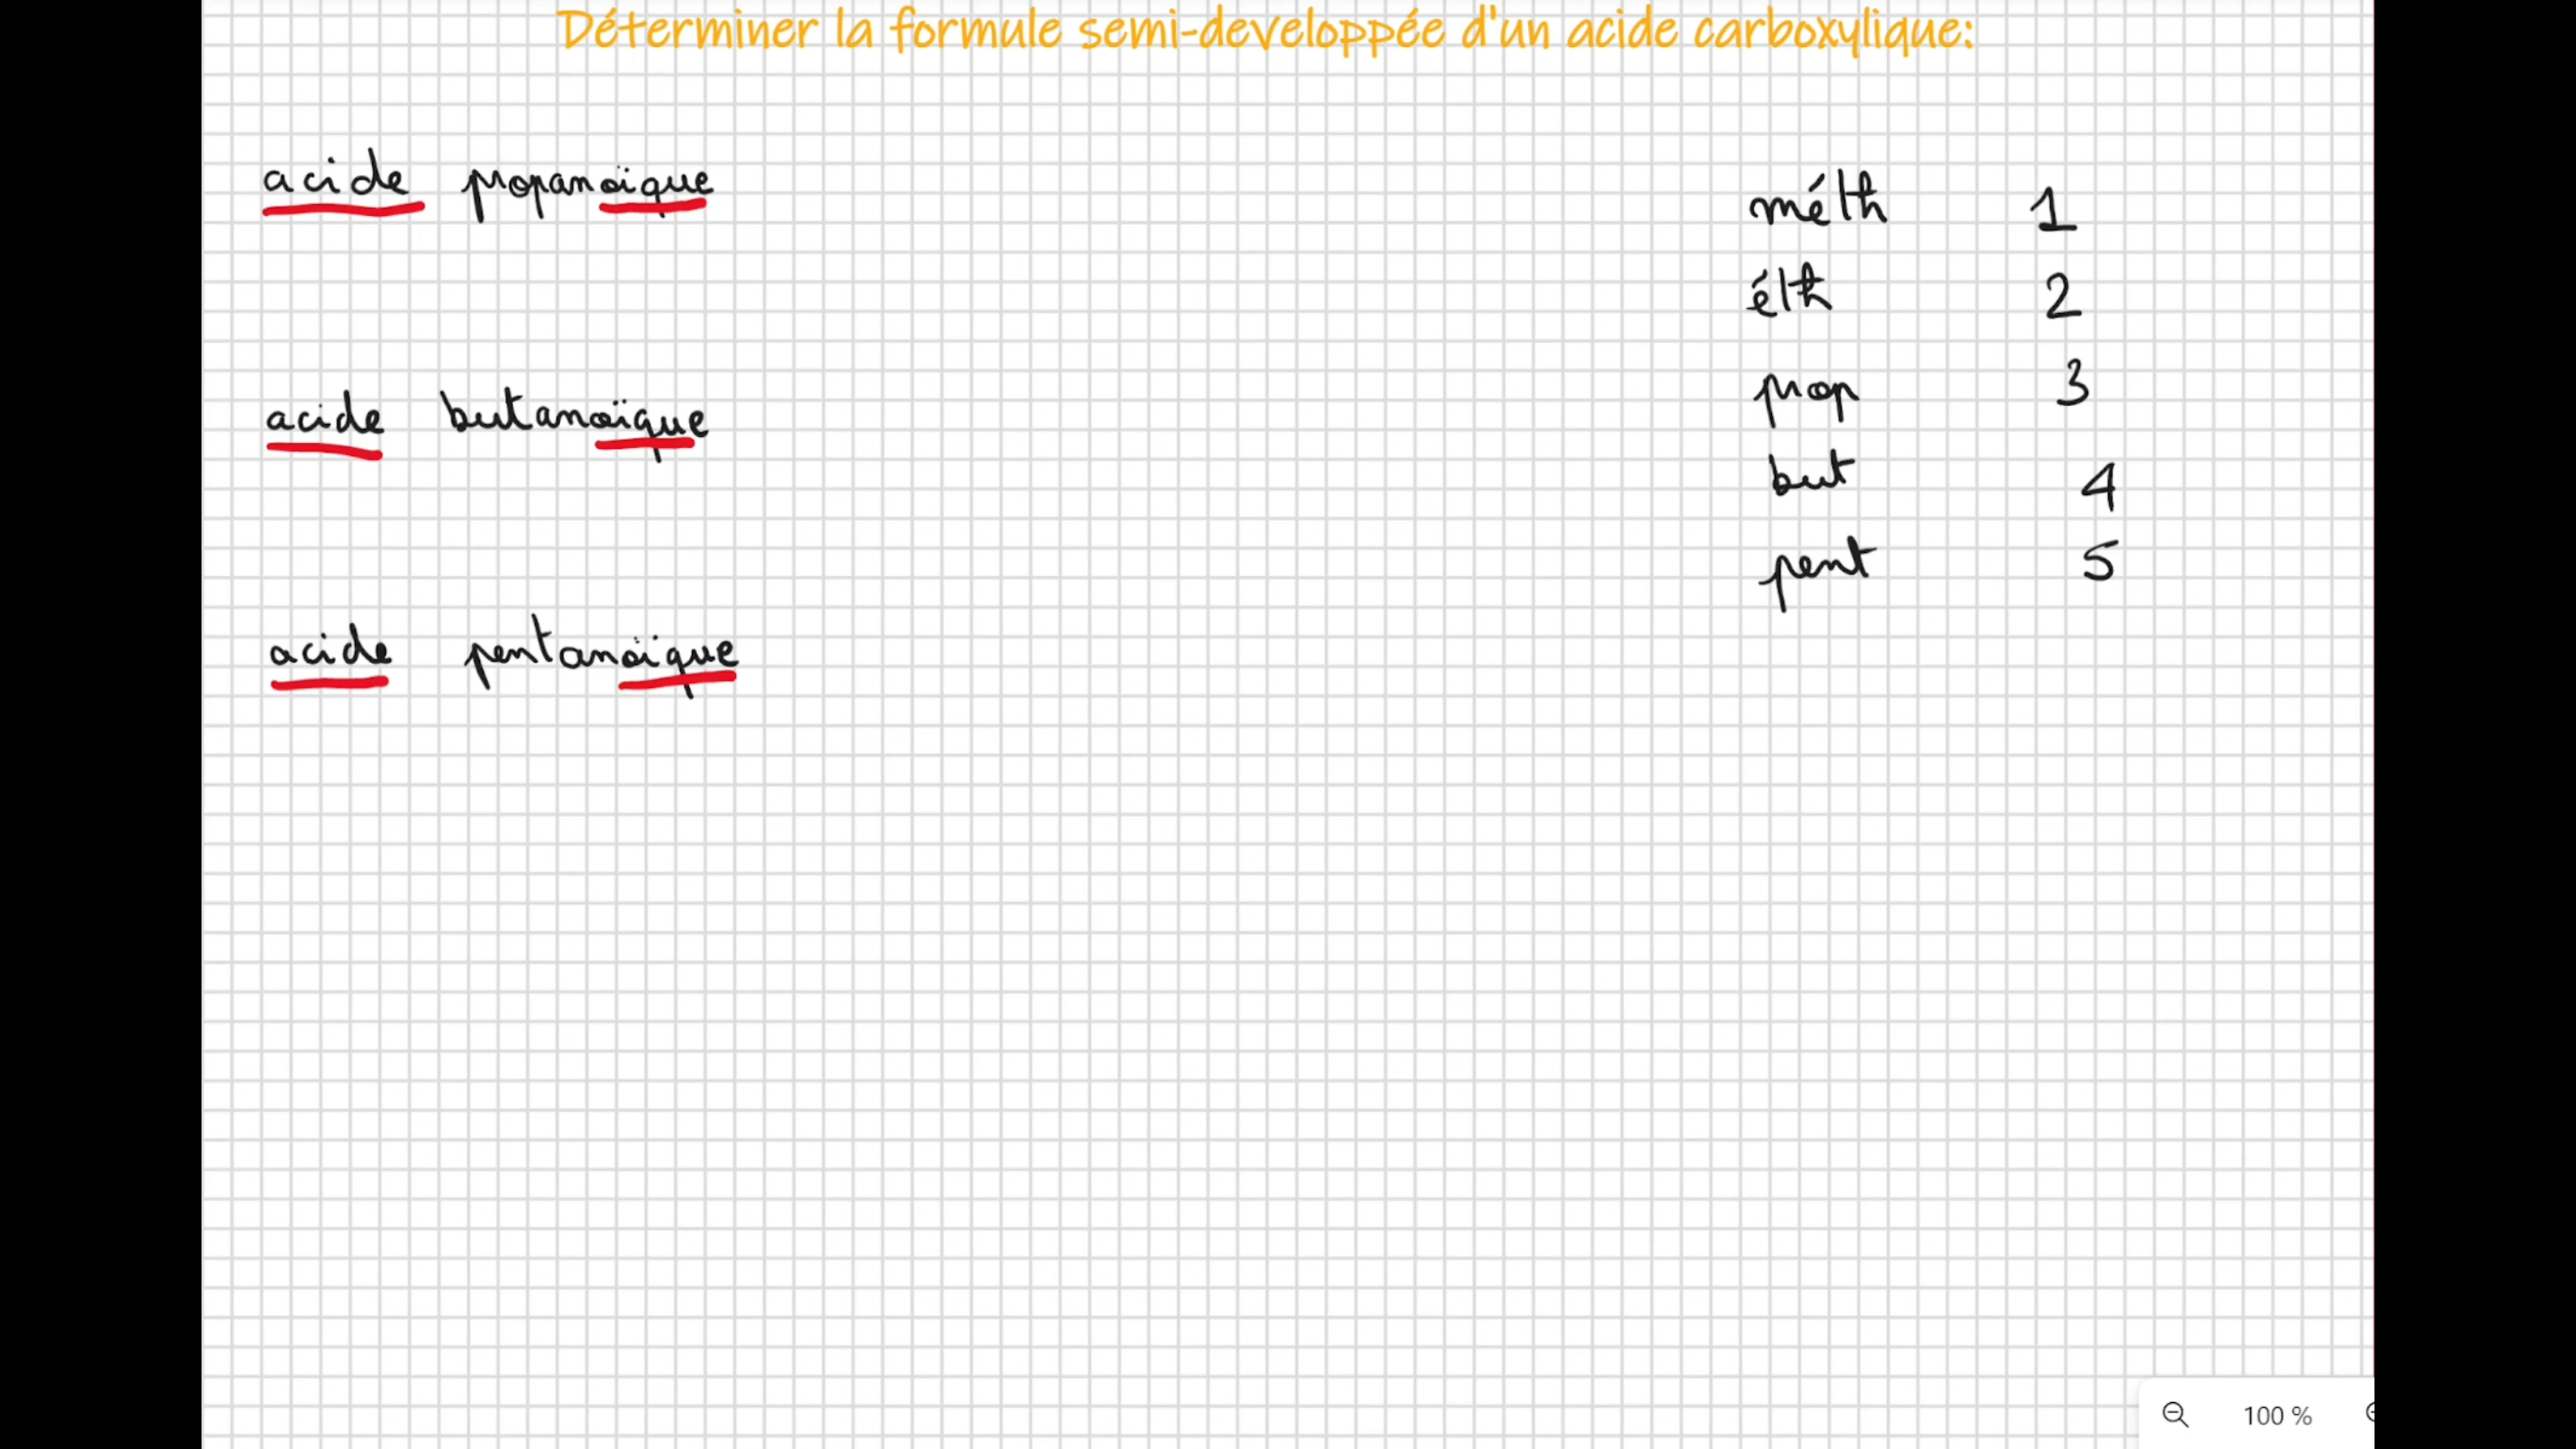 Déterminer la formule semi-developpée d'un acide carboxylique:
acide propanoïque
acide butanoïque
acide pentanoïque
méth 1
éth 2
prop 3
but 4
pent 5
100 %